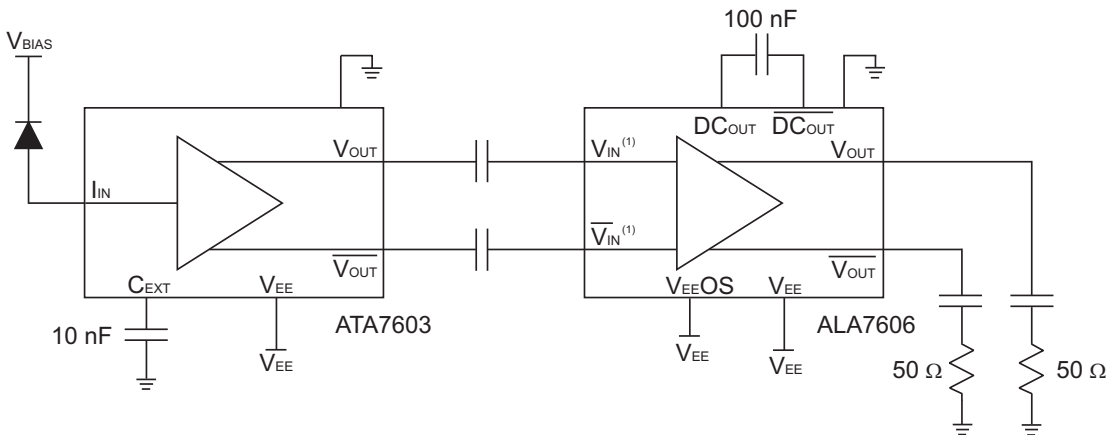 100 nF
VBIAS
DCOUT
DCOUT
VOUT
VIN(1)
VOUT
IIN
VIN(1)
VOUT
VOUT
CEXT
VEE
VEEOS
VEE
ATA7603
ALA7606
10 nF
VEE
VEE
VEE
50 Ω
50 Ω